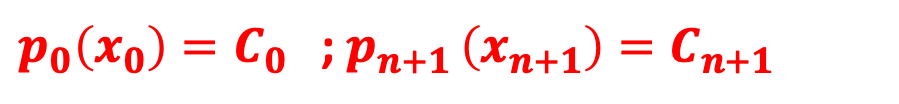 p₀(x₀) = C₀ ; pₙ₊₁ (xₙ₊₁) = Cₙ₊₁